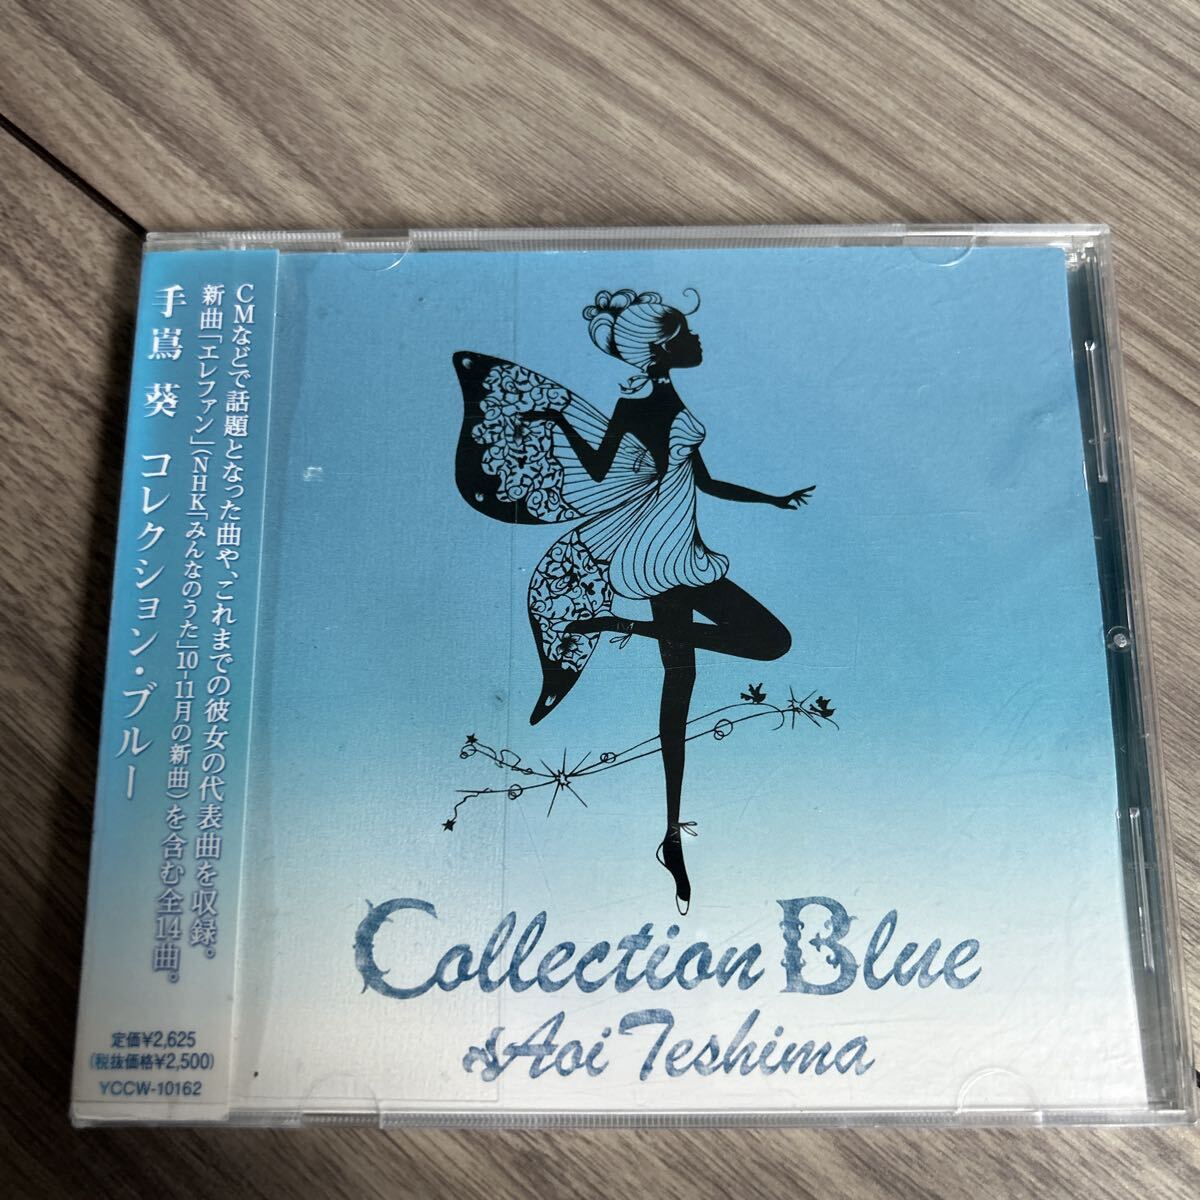 手嶌 葵 コレクション・ブルー
CMなどで話題となった曲や、これまでの彼女の代表曲を収録。
新曲「エレファン」(NHK「みんなのうた」10-11月の新曲)を含む全14曲。
定価¥2,625
(税抜価格¥2,500)
YCCW-10162
Collection Blue
Aoi Teshima